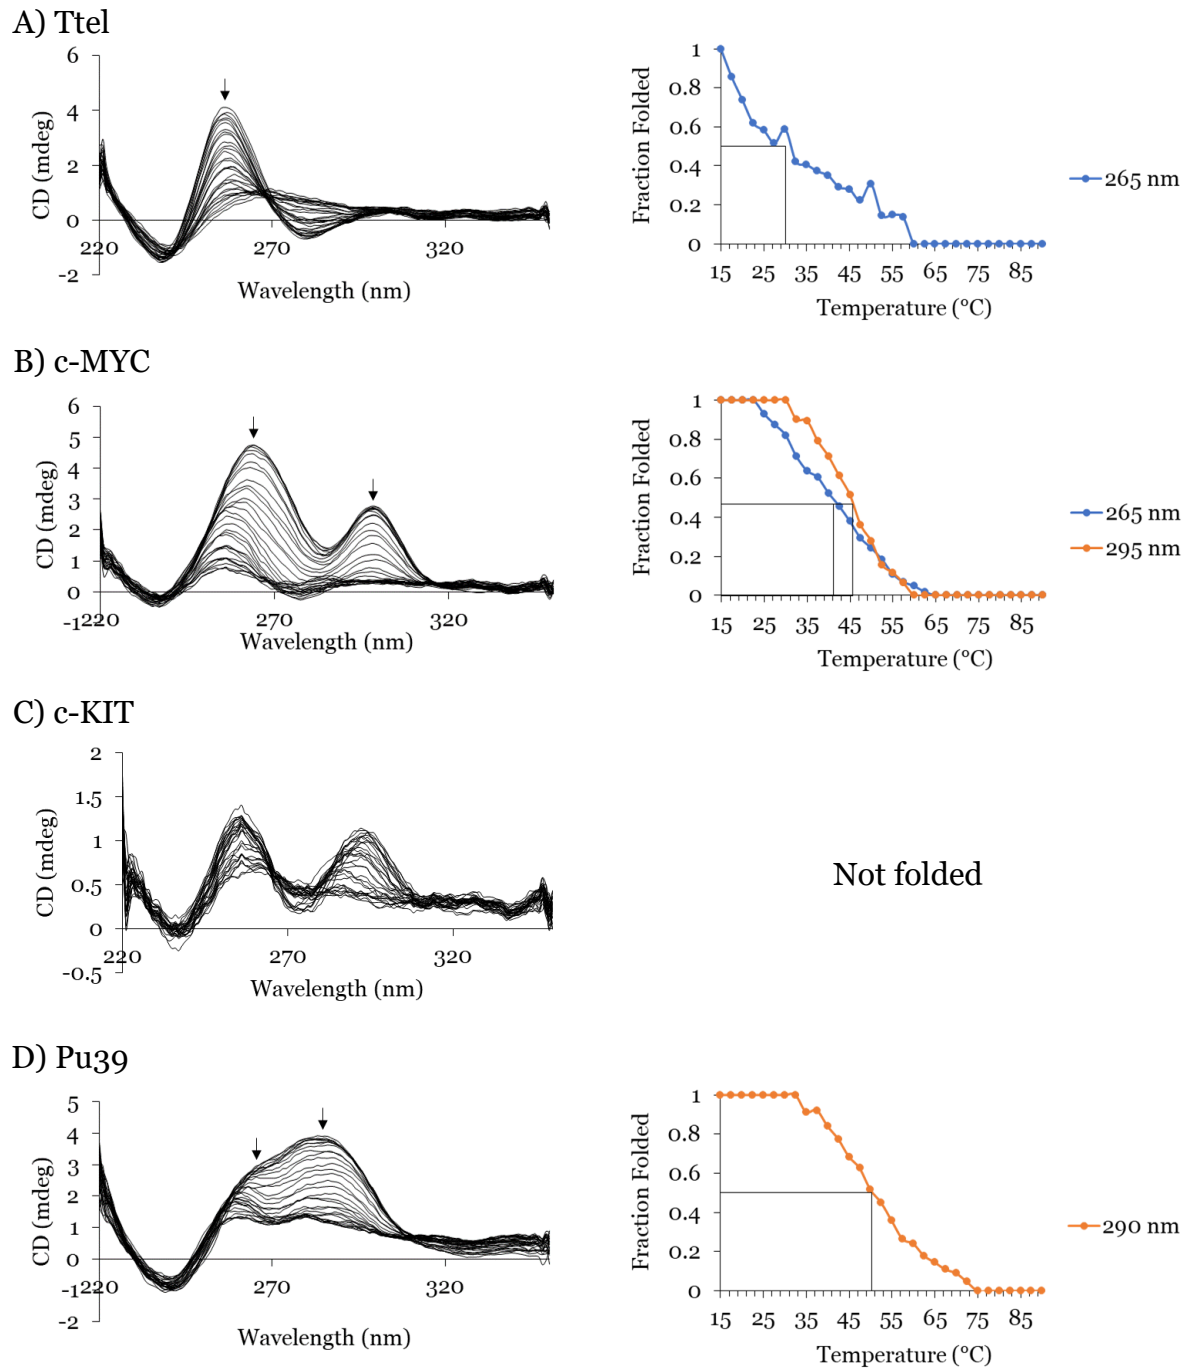 A) Ttel
6
4
2
0
-2
220
270
320
CD (mdeg)
Wavelength (nm)
1
0.8
0.6
0.4
0.2
0
15 25 35 45 55 65 75 85
Fraction Folded
Temperature (°C)
265 nm
B) c-MYC
6
5
4
3
2
1
0
-1
220
270
320
CD (mdeg)
Wavelength (nm)
1
0.8
0.6
0.4
0.2
0
15 25 35 45 55 65 75 85
Fraction Folded
Temperature (°C)
265 nm
295 nm
C) c-KIT
2
1.5
1
0.5
0
-0.5
220
270
320
CD (mdeg)
Wavelength (nm)
Not folded
D) Pu39
5
4
3
2
1
0
-1
-2
220
270
320
CD (mdeg)
Wavelength (nm)
1
0.8
0.6
0.4
0.2
0
15 25 35 45 55 65 75 85
Fraction Folded
Temperature (°C)
290 nm